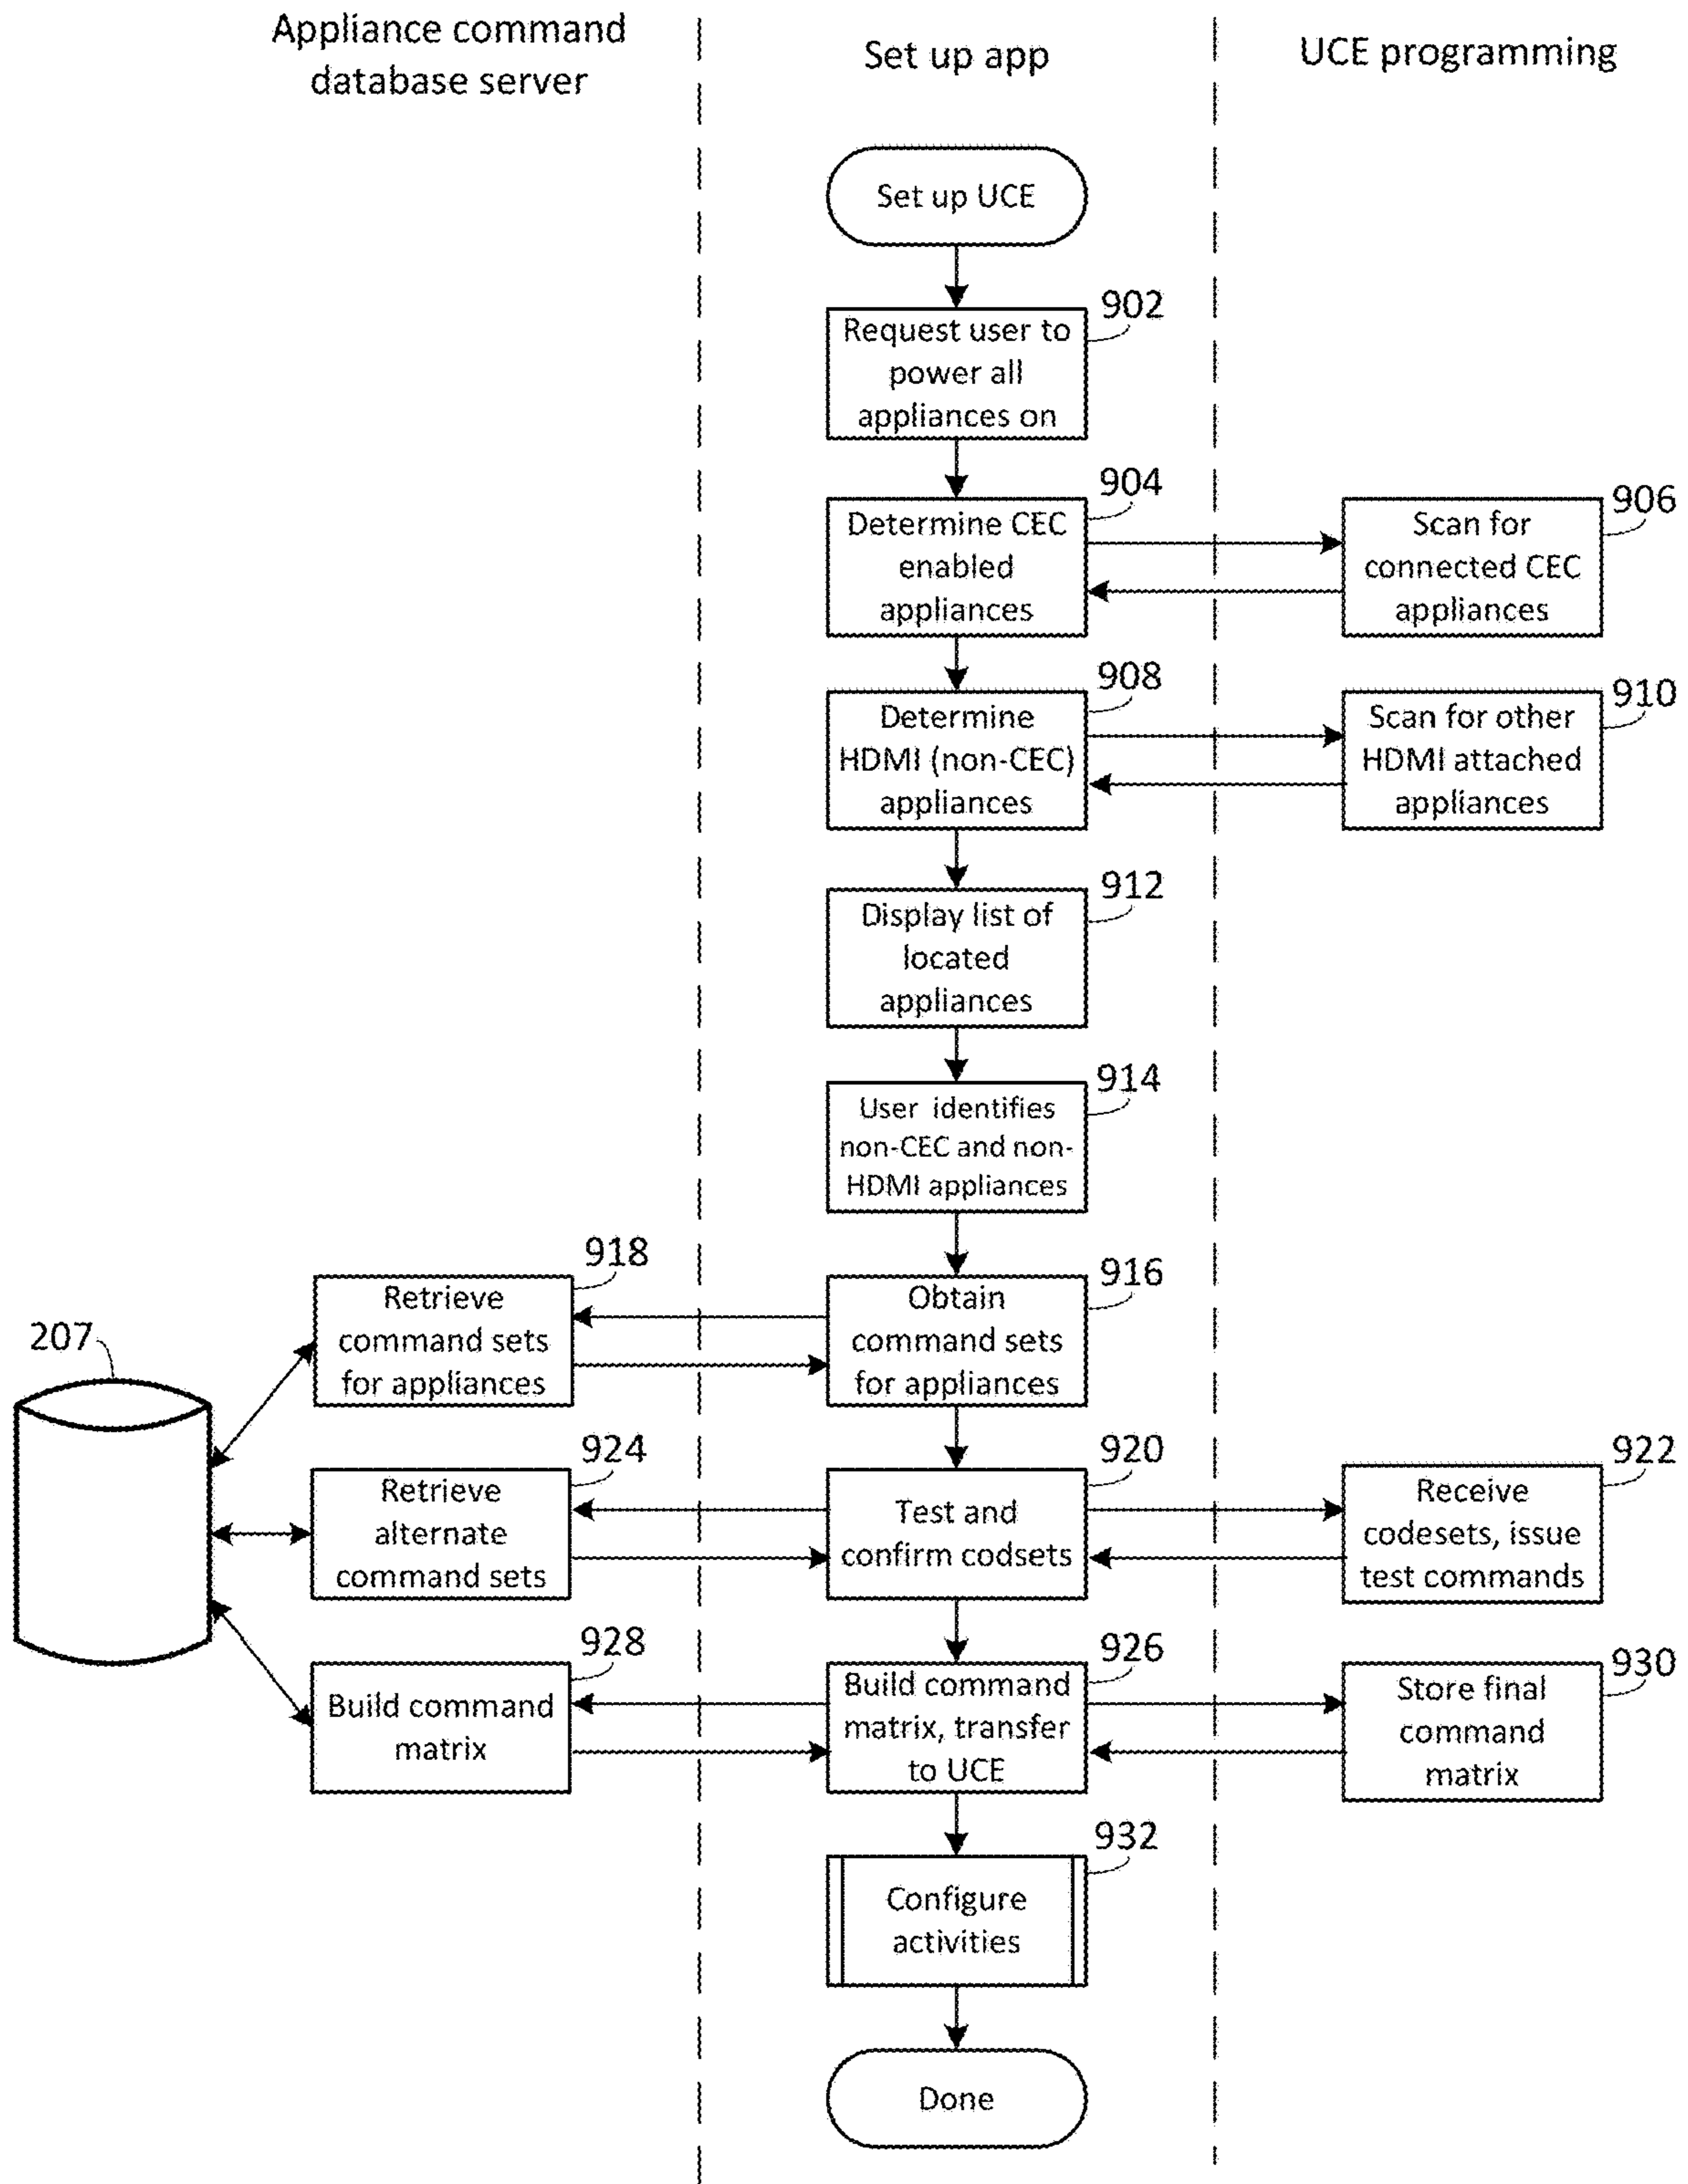 Appliance command
database server
Set up app
UCE programming
Set up UCE
902
Request user to
power all
appliances on
904
Determine CEC
enabled
appliances
906
Scan for
connected CEC
appliances
908
Determine
HDMI (non-CEC)
appliances
910
Scan for other
HDMI attached
appliances
912
Display list of
located
appliances
914
User identifies
non-CEC and non-
HDMI appliances
918
Retrieve
command sets
for appliances
916
Obtain
command sets
for appliances
207
924
Retrieve
alternate
command sets
920
Test and
confirm codsets
922
Receive
codesets, issue
test commands
928
Build command
matrix
926
Build command
matrix, transfer
to UCE
930
Store final
command
matrix
932
Configure
activities
Done